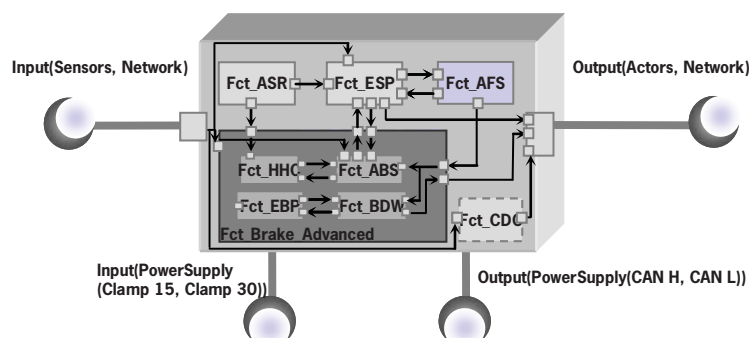 Input(Sensors, Network)
Output(Actors, Network)
Fct_ASR
Fct_ESP
Fct_AFS
Fct_HHC
Fct_ABS
Fct_EBP
Fct_BDW
Fct_CDC
Fct_Brake_Advanced
Input(PowerSupply
(Clamp 15, Clamp 30))
Output(PowerSupply(CAN H, CAN L))